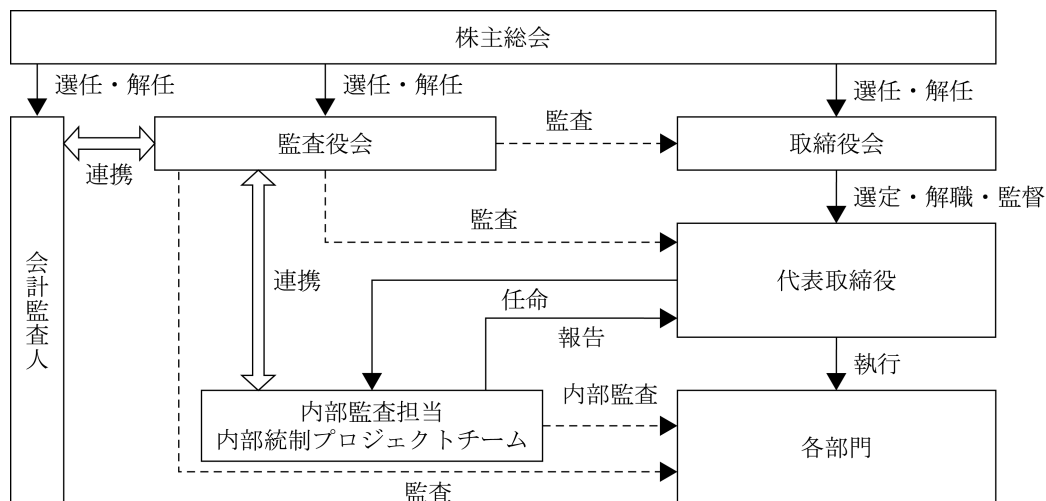 株主総会
選任・解任
選任・解任
選任・解任
監査役会
監査
取締役会
連携
選定・解職・監督
監査
会計監査人
連携
代表取締役
任命
報告
執行
内部監査担当
内部統制プロジェクトチーム
内部監査
各部門
監査